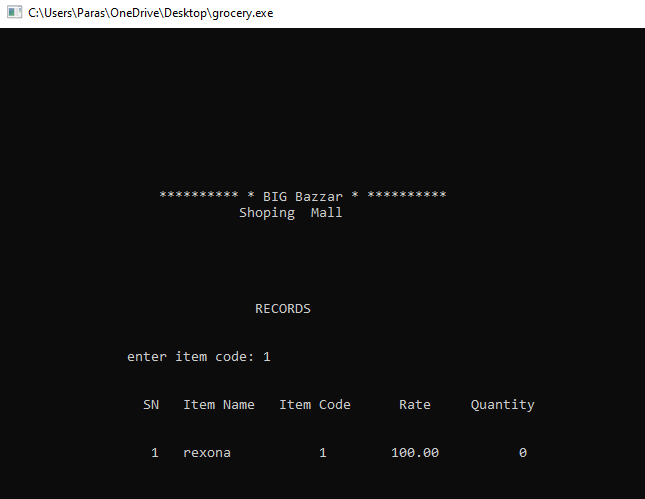 C:\Users\Paras\OneDrive\Desktop\grocery.exe
********** * BIG Bazzar * **********
Shoping  Mall
RECORDS
enter item code: 1
SN   Item Name   Item Code      Rate     Quantity
1   rexona           1        100.00          0